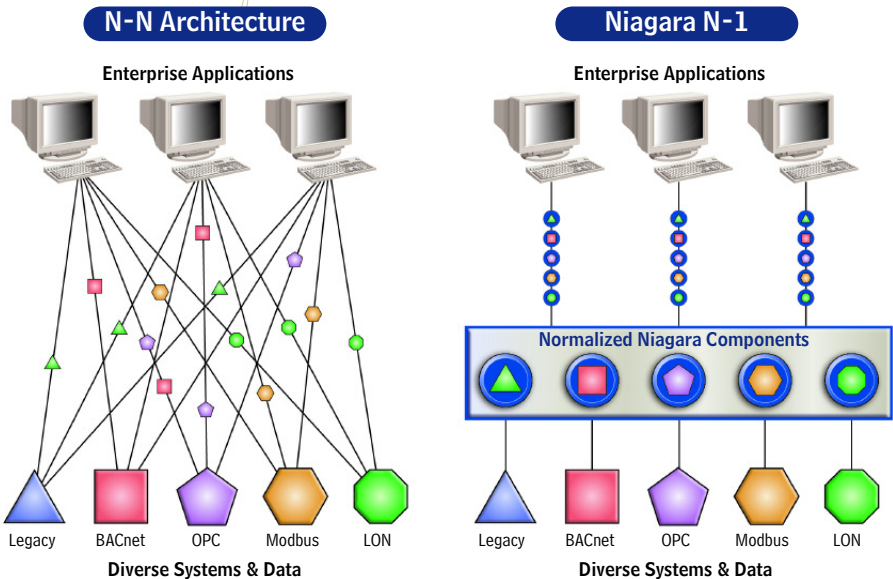 N-N Architecture
Enterprise Applications
Legacy
BACnet
OPC
Modbus
LON
Diverse Systems & Data
Niagara N-1
Enterprise Applications
Normalized Niagara Components
Legacy
BACnet
OPC
Modbus
LON
Diverse Systems & Data